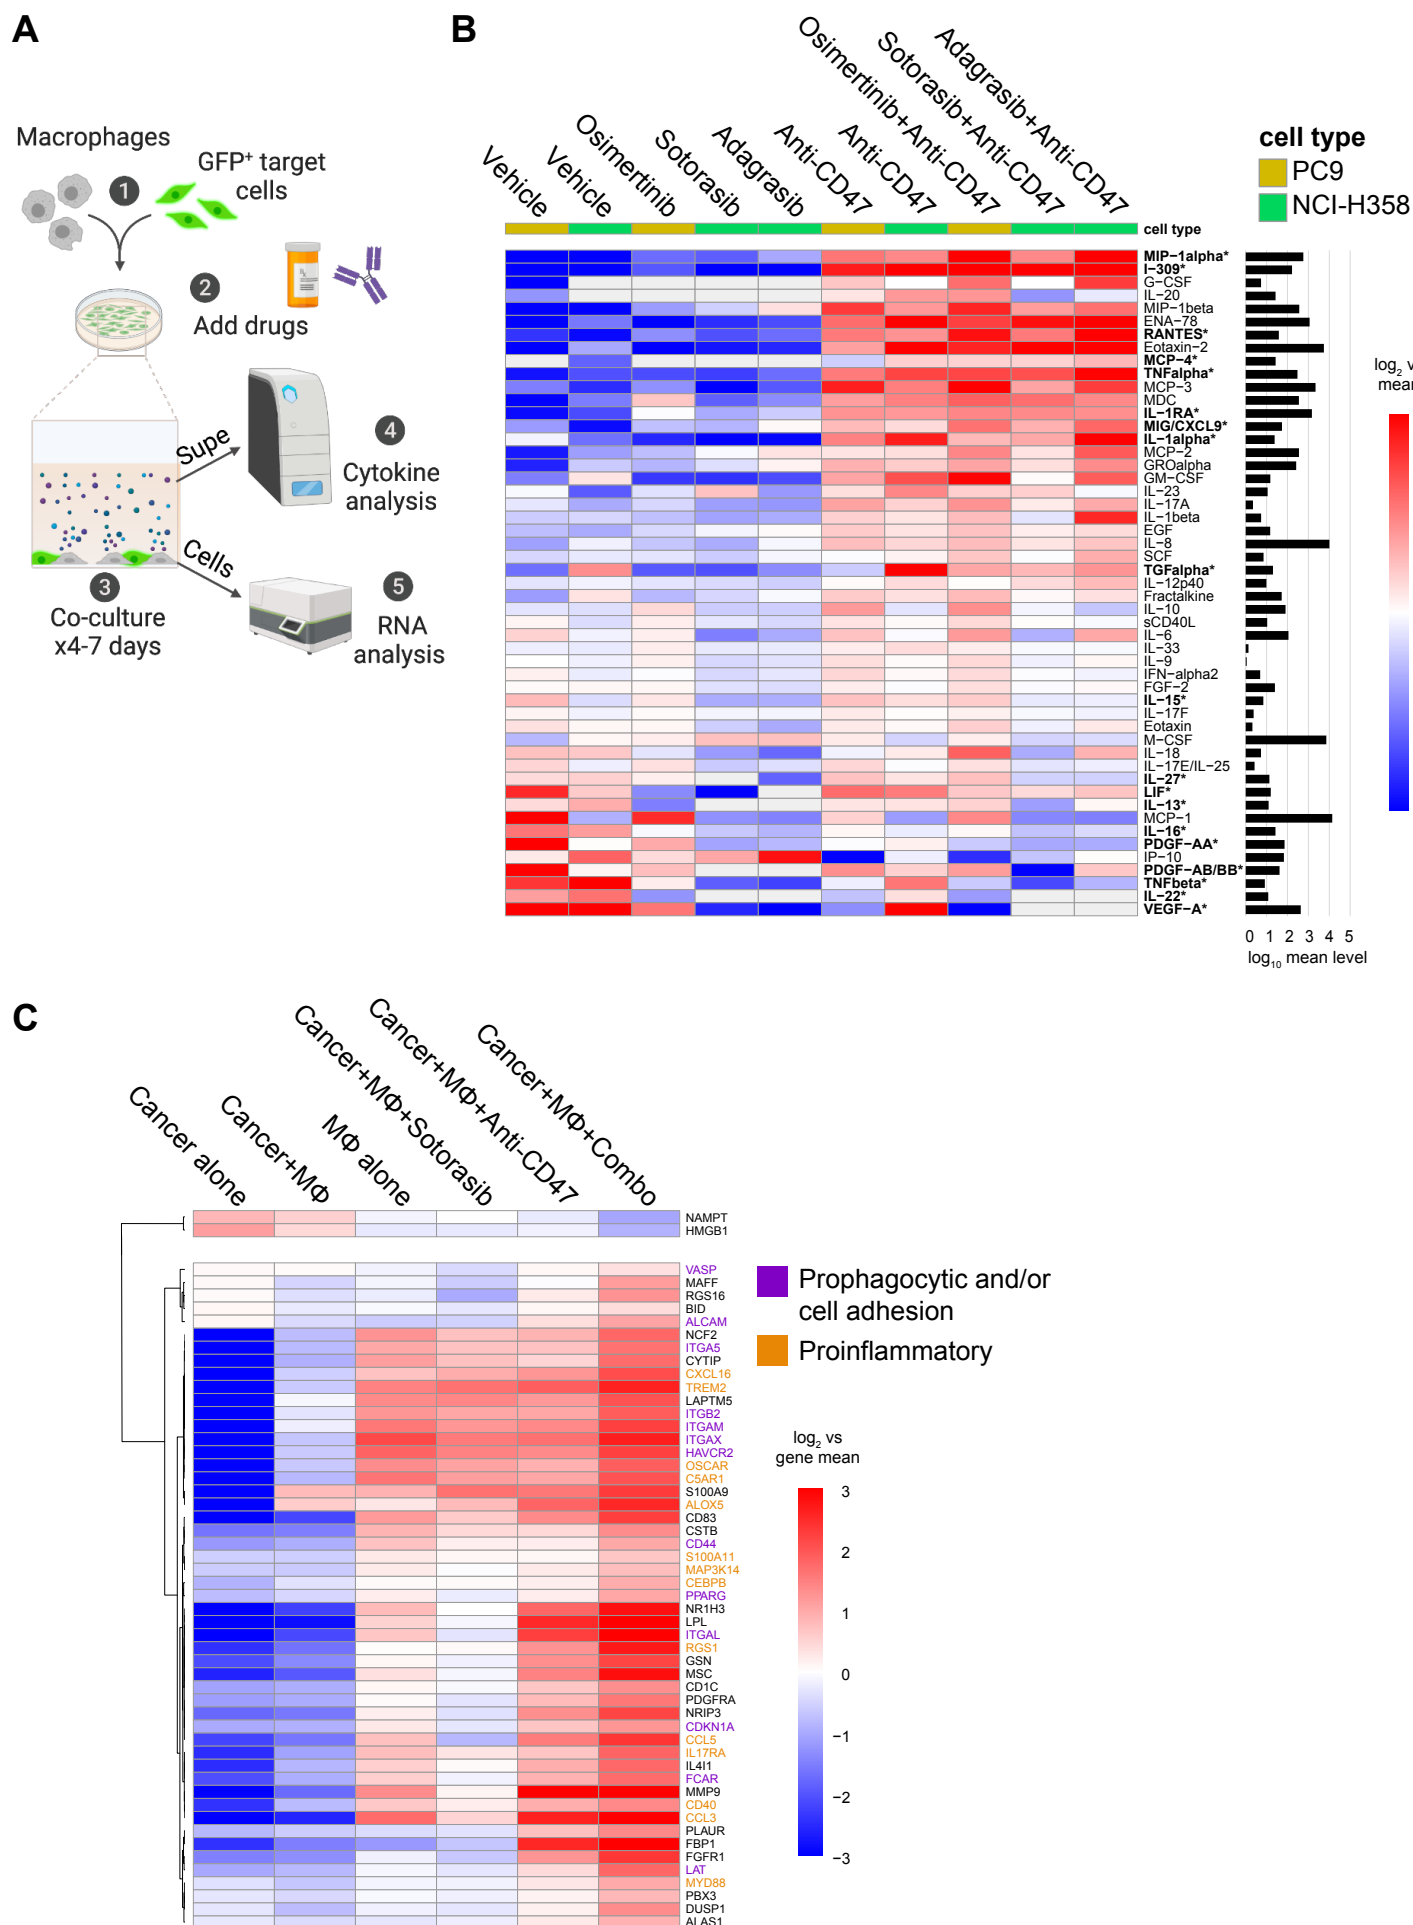 A
Macrophages
GFP+ target
cells
1
2
Add drugs
Supe
4
Cytokine
analysis
Cells
3
Co-culture
x4-7 days
5
RNA
analysis
B
Vehicle
Vehicle
Osimertinib
Sotorasib
Adagrasib
Anti-CD47
Anti-CD47
Osimertinib+Anti-CD47
Sotorasib+Anti-CD47
Adagrasib+Anti-CD47
cell type
PC9
NCI-H358
cell type
MIP−1alpha*
I−309*
G−CSF
IL−20
MIP−1beta
ENA−78
RANTES*
Eotaxin−2
MCP−4*
TNFalpha*
MCP−3
MDC
IL−1RA*
MIG/CXCL9*
IL−1alpha*
MCP−2
GROalpha
GM−CSF
IL−23
IL−17A
IL−1beta
EGF
IL−8
SCF
TGFalpha*
IL−12p40
Fractalkine
IL−10
sCD40L
IL−6
IL−33
IL−9
IFN−alpha2
FGF−2
IL−15*
IL−17F
Eotaxin
M−CSF
IL−18
IL−17E/IL−25
IL−27*
LIF*
IL−13*
MCP−1
IL−16*
PDGF−AA*
IP−10
PDGF−AB/BB*
TNFbeta*
IL−22*
VEGF−A*
0 1 2 3 4 5
log10 mean level
log2 v
mean
C
Cancer alone
Cancer+MΦ
MΦ alone
Cancer+MΦ+Sotorasib
Cancer+MΦ+Anti-CD47
Cancer+MΦ+Combo
NAMPT
HMGB1
VASP
MAFF
RGS16
BID
ALCAM
NCF2
ITGA5
CYTIP
CXCL16
TREM2
LAPTM5
ITGB2
ITGAM
ITGAX
HAVCR2
OSCAR
C5AR1
S100A9
ALOX5
CD83
CSTB
CD44
S100A11
MAP3K14
CEBPB
PPARG
NR1H3
LPL
ITGAL
RGS1
GSN
MSC
CD1C
PDGFRA
NRIP3
CDKN1A
CCL5
IL17RA
IL4I1
FCAR
MMP9
CD40
CCL3
PLAUR
FBP1
FGFR1
LAT
MYD88
PBX3
DUSP1
ALAS1
Prophagocytic and/or
cell adhesion
Proinflammatory
log2 vs
gene mean
3
2
1
0
−1
−2
−3